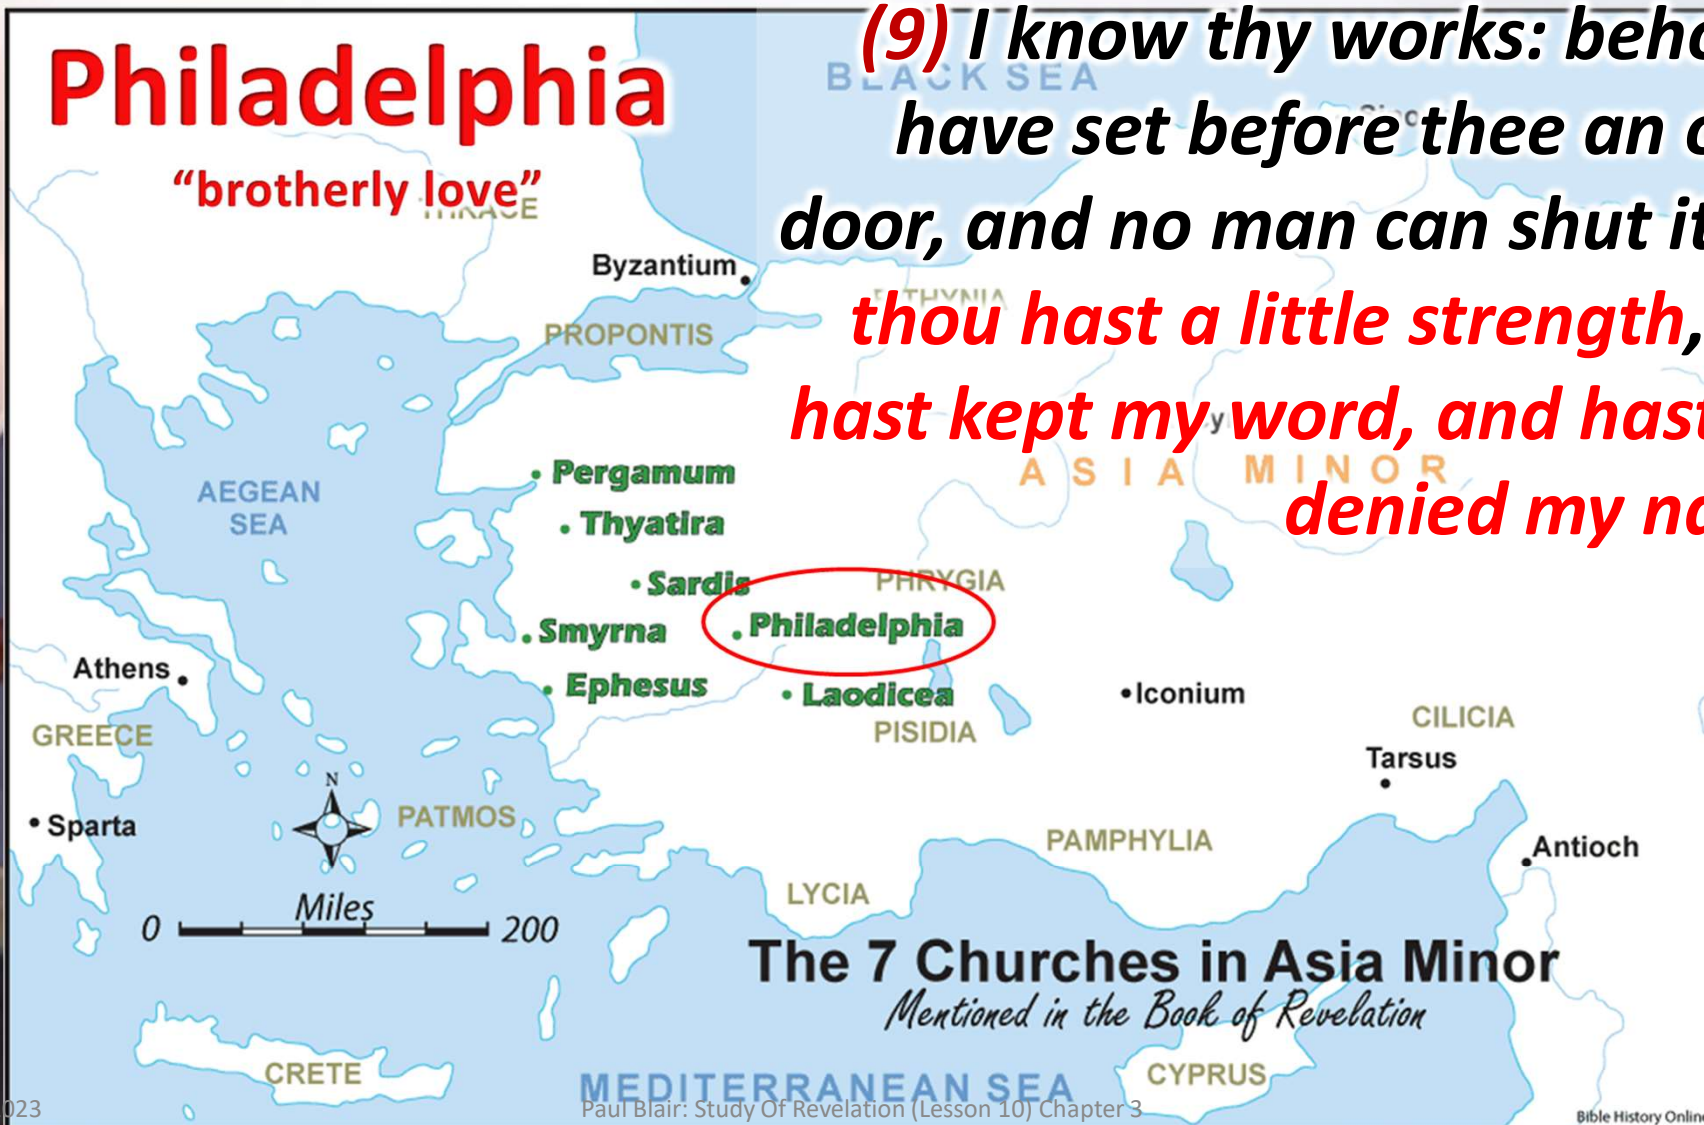 Philadelphia
“brotherly love”
(9) I know thy works: beho
have set before thee an o
door, and no man can shut it
thou hast a little strength,
hast kept my word, and hast
denied my na
BLACK SEA
THRACE
Byzantium
PROPONTIS
ASIA MINOR
AEGEAN
SEA
Pergamum
Thyatira
Sardis
PHRYGIA
Smyrna
Philadelphia
Ephesus
Laodicea
PISIDIA
Iconium
Athens
GREECE
CILICIA
Tarsus
Sparta
N
PATMOS
PAMPHYLIA
Antioch
LYCIA
Miles
0 200
The 7 Churches in Asia Minor
Mentioned in the Book of Revelation
CRETE
CYPRUS
MEDITERRANEAN SEA
023
Paul Blair: Study Of Revelation (Lesson 10) Chapter 3
Bible History Online